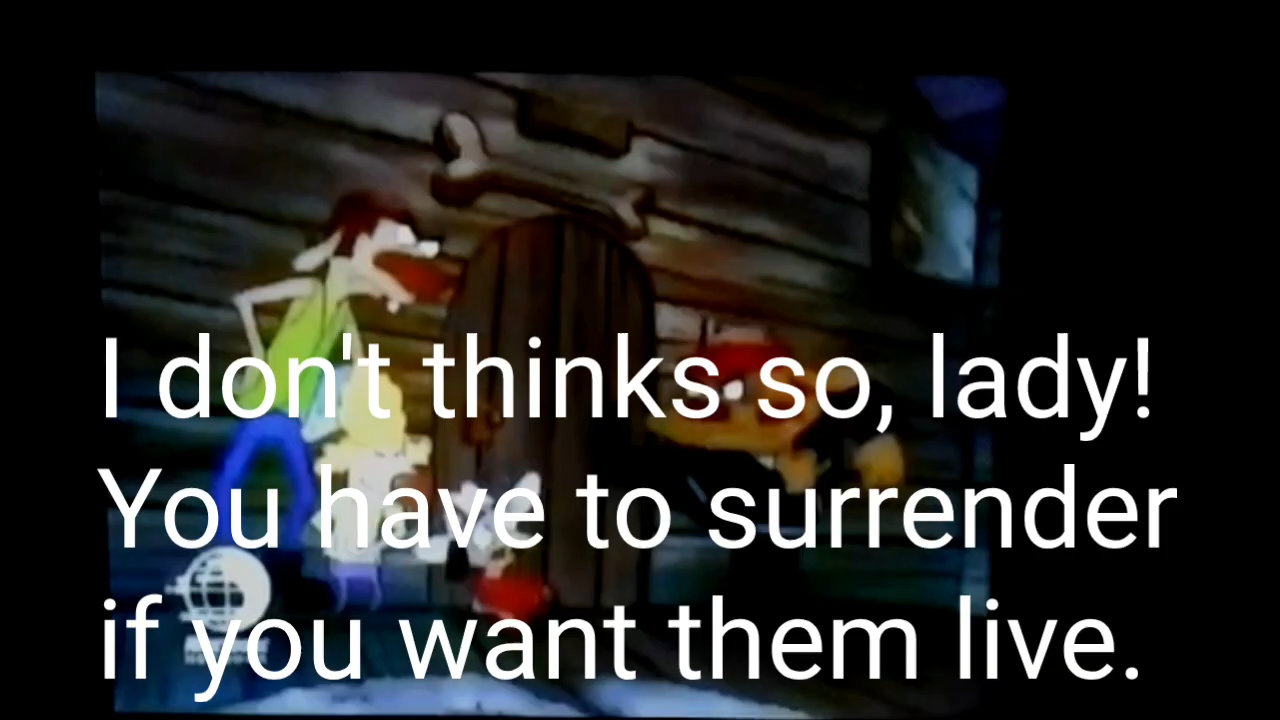 I don't thinks so, lady!
You have to surrender
if you want them live.